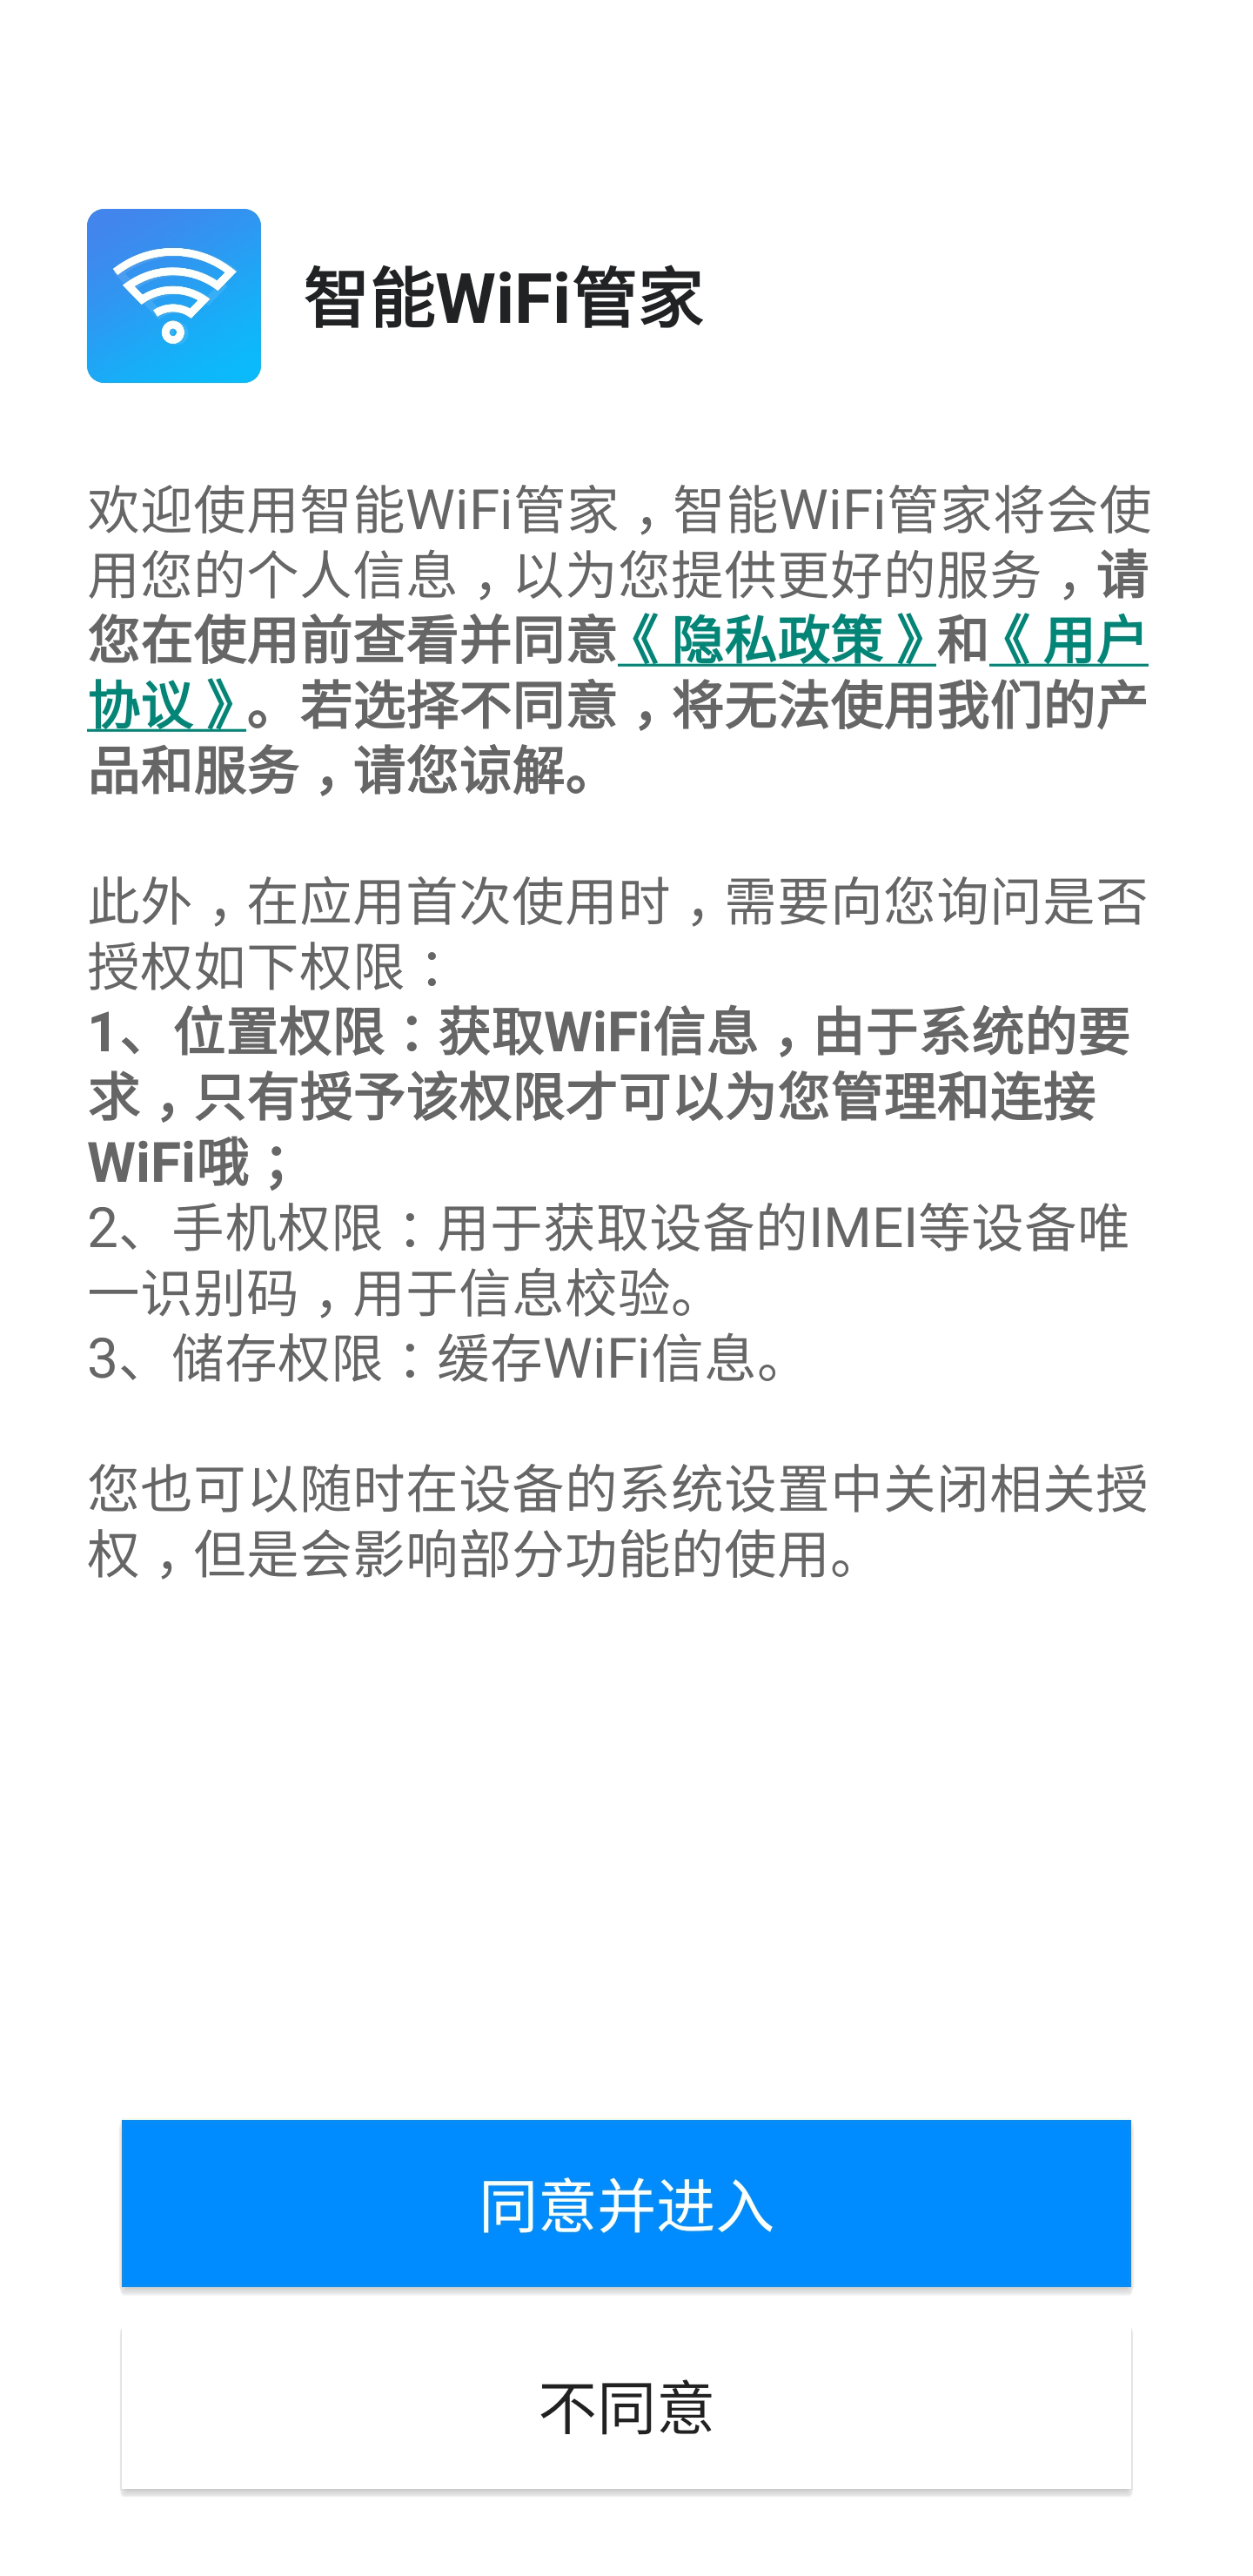 智能WiFi管家
欢迎使用智能WiFi管家，智能WiFi管家将会使
用您的个人信息，以为您提供更好的服务，请
您在使用前查看并同意《隐私政策》和《用户
协议》。若选择不同意，将无法使用我们的产
品和服务，请您谅解。
此外，在应用首次使用时，需要向您询问是否
授权如下权限：
1、位置权限：获取WiFi信息，由于系统的要
求，只有授予该权限才可以为您管理和连接
WiFi哦；
2、手机权限：用于获取设备的IMEI等设备唯
一识别码，用于信息校验。
3、储存权限：缓存WiFi信息。
您也可以随时在设备的系统设置中关闭相关授
权，但是会影响部分功能的使用。
同意并进入
不同意